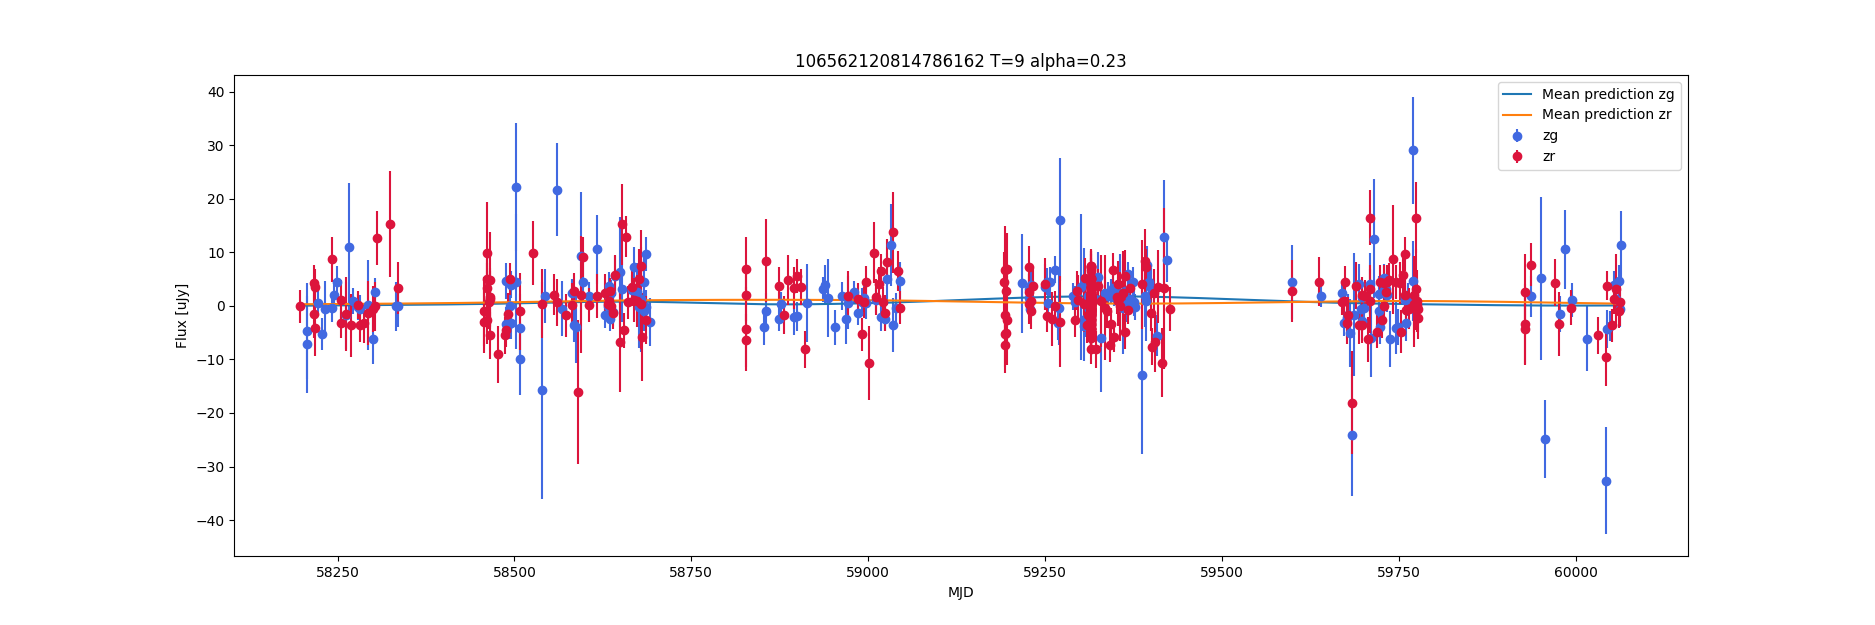 106562120814786162 T=9 alpha=0.23
Mean prediction zg
Mean prediction zr
zg
zr
Flux [uJy]
40
30
20
10
0
−10
−20
−30
−40
58250 58500 58750 59000 59250 59500 59750 60000
MJD